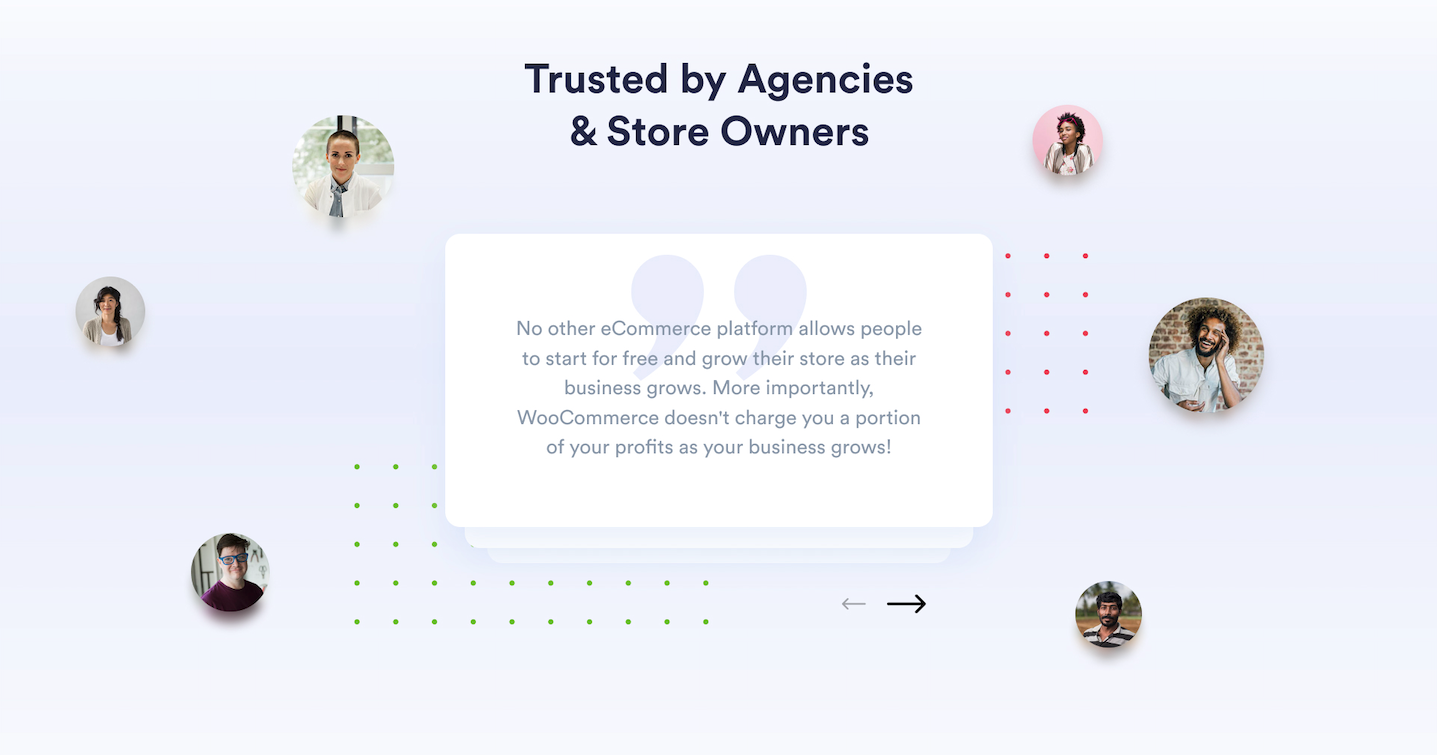 Trusted by Agencies
& Store Owners
No other eCommerce platform allows people
to start for free and grow their store as their
business grows. More importantly,
WooCommerce doesn't charge you a portion
of your profits as your business grows!